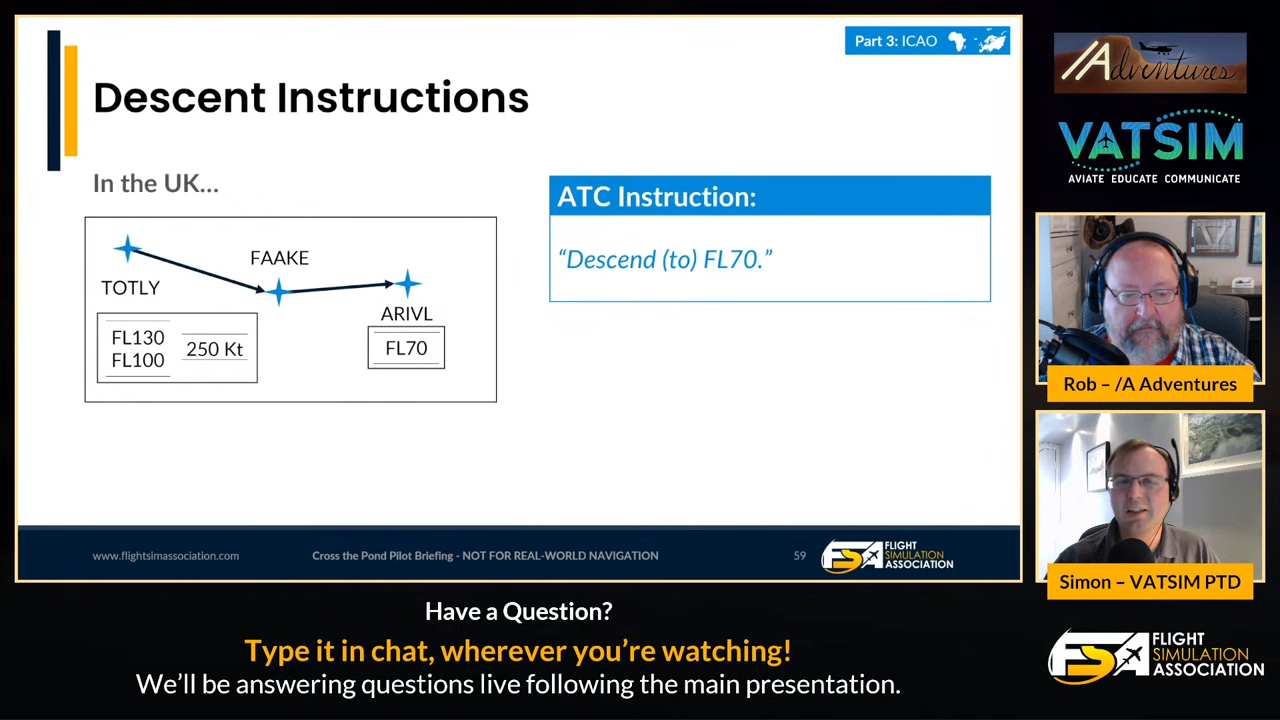 Part 3: ICAO
Descent Instructions
In the UK…
TOTLY
FAAKE
ARIVL
FL130
FL100
250 Kt
FL70
ATC Instruction:
“Descend (to) FL70.”
www.flightsimassociation.com
Cross the Pond Pilot Briefing - NOT FOR REAL-WORLD NAVIGATION
59
FSA
FLIGHT
SIMULATION
ASSOCIATION
/Adventures
VATSIM
AVIATE EDUCATE COMMUNICATE
Rob – /A Adventures
Simon – VATSIM PTD
Have a Question?
Type it in chat, wherever you’re watching!
We’ll be answering questions live following the main presentation.
FSA
FLIGHT
SIMULATION
ASSOCIATION